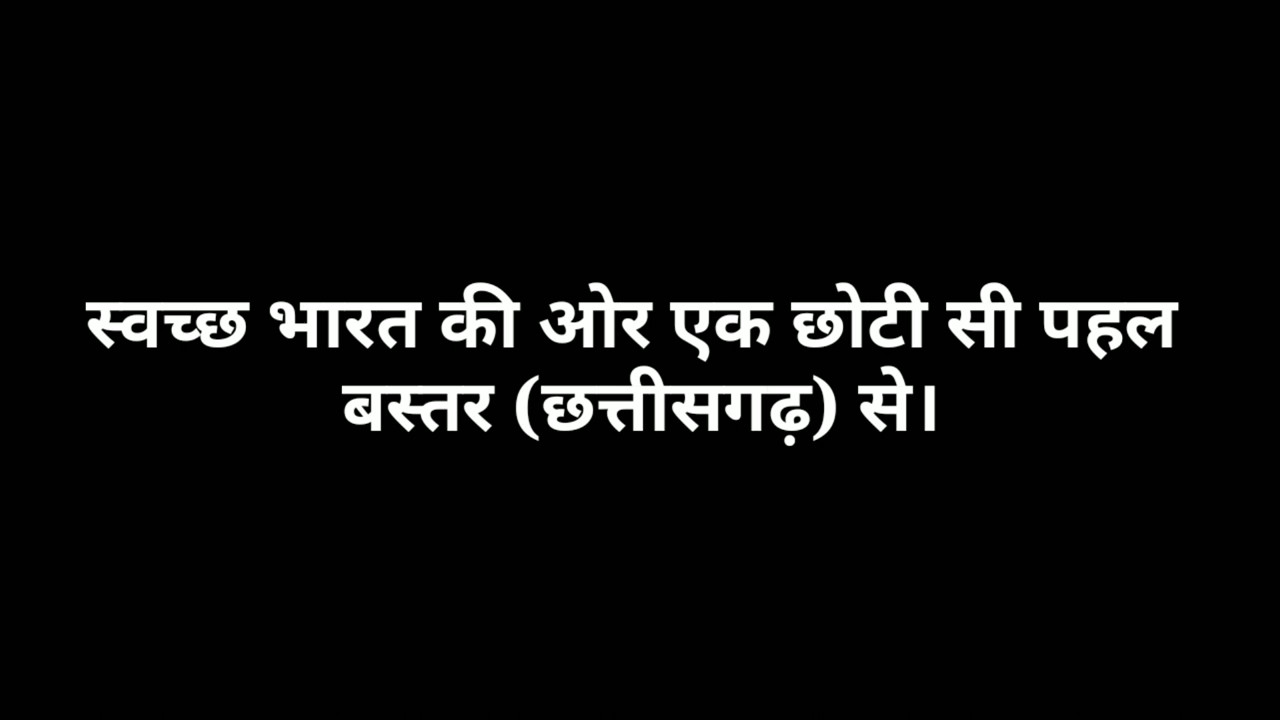 स्वच्छ भारत की ओर एक छोटी सी पहल
बस्तर (छत्तीसगढ़) से।